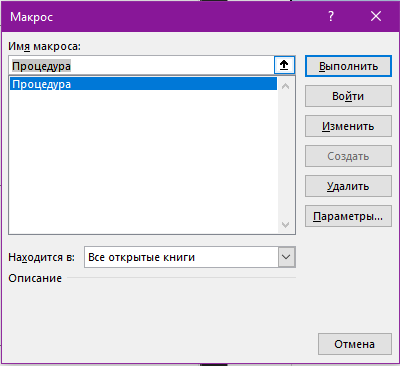 Макрос
Имя макроса:
Процедура
Процедура
Выполнить
Войти
Изменить
Создать
Удалить
Параметры...
Находится в:
Все открытые книги
Описание
Отмена